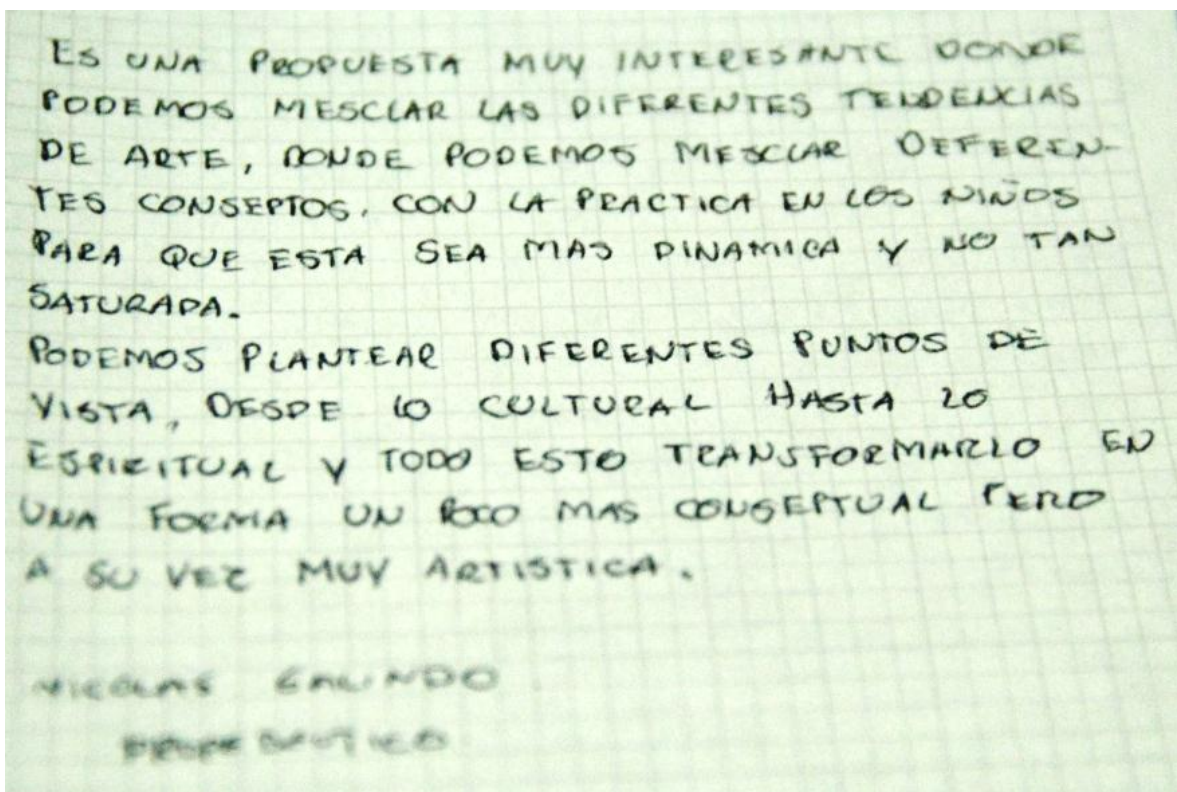 ES UNA PROPUESTA MUY INTERESANTE DONDE
PODEMOS MESCLAR LAS DIFERENTES TENDENCIAS
DE ARTE, DONDE PODEMOS MESCLAR DEFEREN-
TES CONSEPTOS. CON LA PRACTICA EN LOS NIÑOS
PARA QUE ESTA SEA MAS DINAMICA Y NO TAN
SATURADA.
PODEMOS PLANTEAR DIFERENTES PUNTOS DE
VISTA, DESDE LO CULTURAL HASTA LO
ESPIRITUAL Y TODO ESTO TRANSFORMARLO EN
UNA FORMA UN POCO MAS CONSEPTUAL PERO
A SU VEZ MUY ARTISTICA.
NICOLAS GALINDO
PROPEDEUTICO